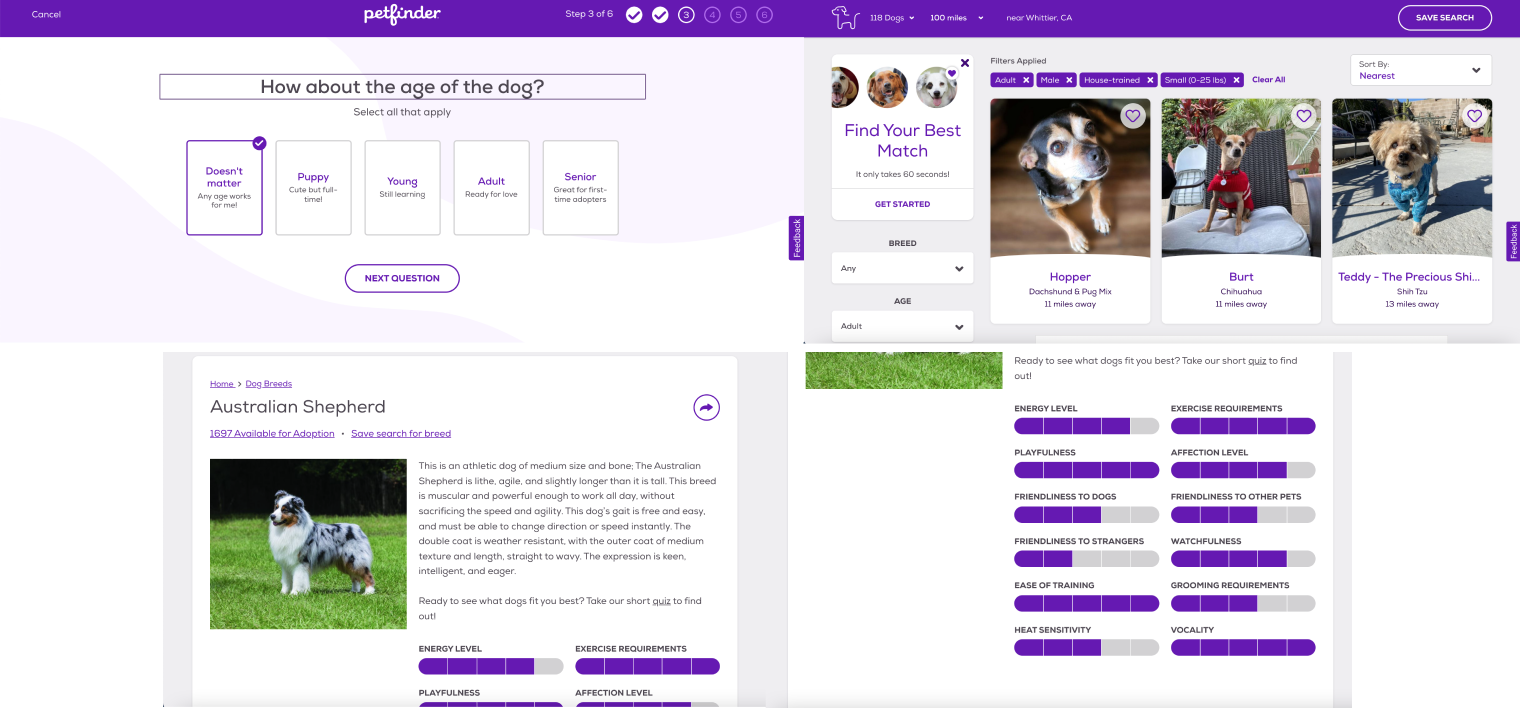 Cancel
petfinder
Step 3 of 6
3
4
5
6
How about the age of the dog?
Select all that apply
Doesn't
matter
Any age works
for me!
Puppy
Cute but full-
time!
Young
Still learning
Adult
Ready for love
Senior
Great for first-
time adopters
NEXT QUESTION
Feedback
118 Dogs
100 miles
near Whittier, CA
SAVE SEARCH
Find Your Best
Match
It only takes 60 seconds!
GET STARTED
BREED
Any
AGE
Adult
Filters Applied
Adult
Male
House-trained
Small (0-25 lbs)
Clear All
Sort By:
Nearest
Hopper
Dachshund & Pug Mix
11 miles away
Burt
Chihuahua
11 miles away
Teddy - The Precious Shi...
Shih Tzu
13 miles away
Feedback
Home > Dog Breeds
Australian Shepherd
1697 Available for Adoption • Save search for breed
This is an athletic dog of medium size and bone; The Australian
Shepherd is lithe, agile, and slightly longer than it is tall. This breed
is muscular and powerful enough to work all day, without
sacrificing the speed and agility. This dog's gait is free and easy,
and must be able to change direction or speed instantly. The
double coat is weather resistant, with the outer coat of medium
texture and length, straight to wavy. The expression is keen,
intelligent, and eager.
Ready to see what dogs fit you best? Take our short quiz to find
out!
ENERGY LEVEL
EXERCISE REQUIREMENTS
PLAYFULNESS
AFFECTION LEVEL
Ready to see what dogs fit you best? Take our short quiz to find
out!
ENERGY LEVEL
EXERCISE REQUIREMENTS
PLAYFULNESS
AFFECTION LEVEL
FRIENDLINESS TO DOGS
FRIENDLINESS TO OTHER PETS
FRIENDLINESS TO STRANGERS
WATCHFULNESS
EASE OF TRAINING
GROOMING REQUIREMENTS
HEAT SENSITIVITY
VOCALITY